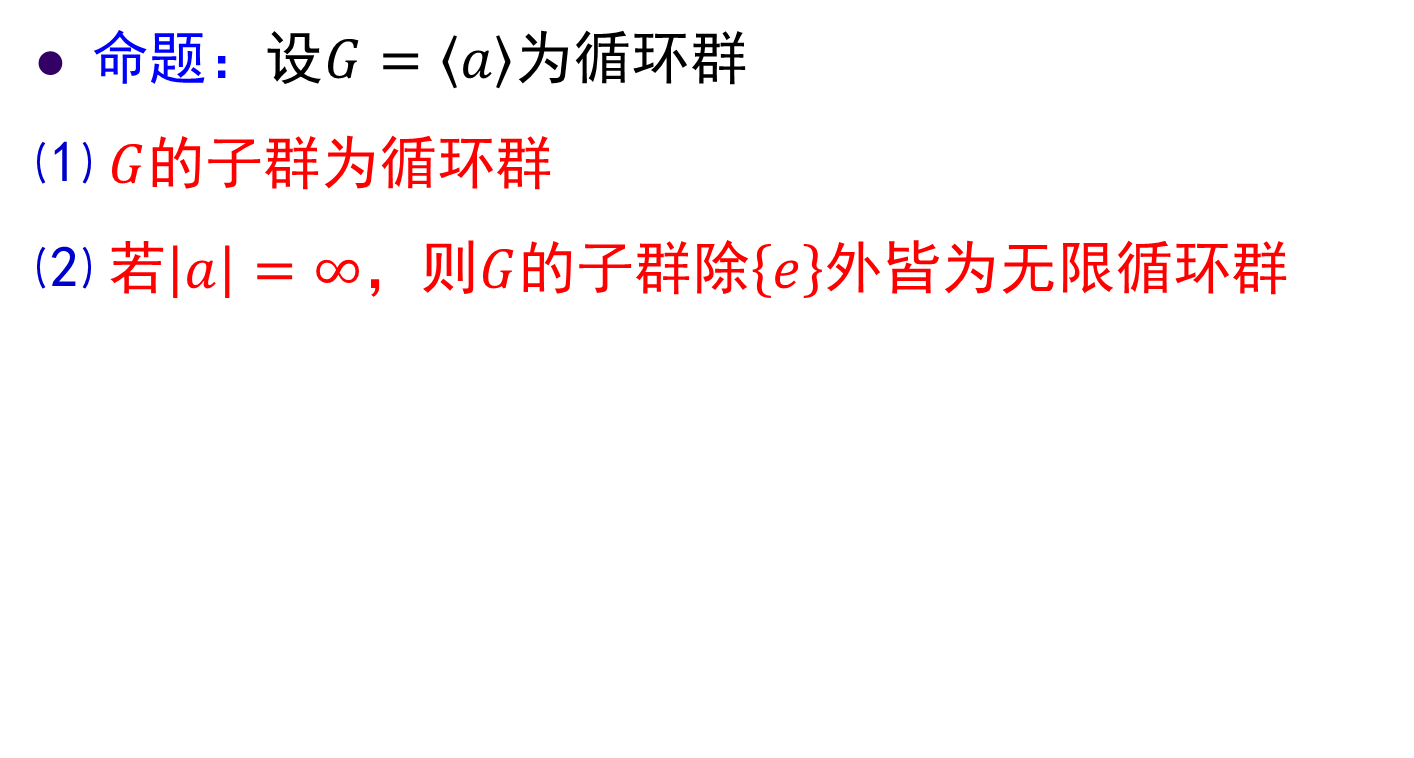 • 命题：设G = ⟨a⟩为循环群
(1) G的子群为循环群
(2) 若|a| = ∞，则G的子群除{e}外皆为无限循环群